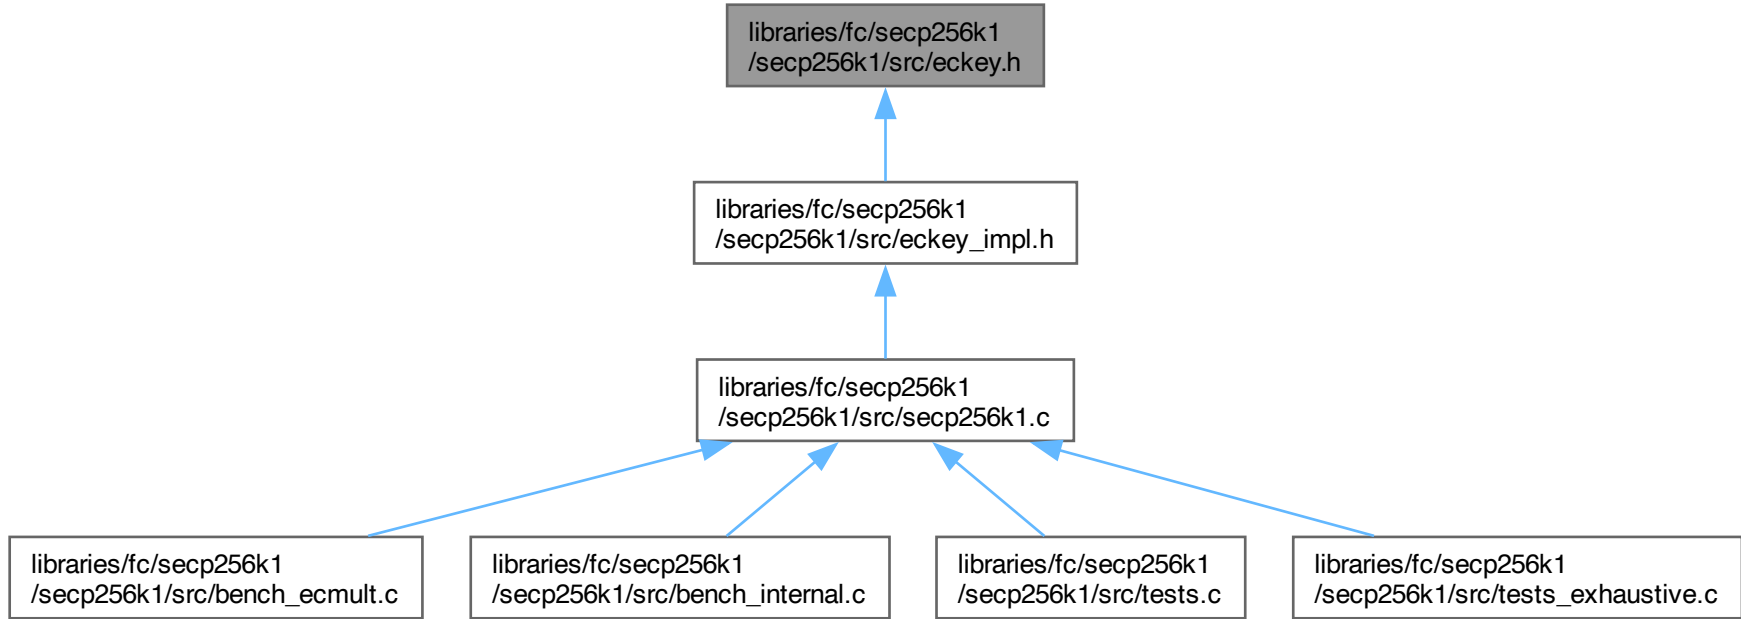 libraries/fc/secp256k1
/secp256k1/src/eckey.h
libraries/fc/secp256k1
/secp256k1/src/eckey_impl.h
libraries/fc/secp256k1
/secp256k1/src/secp256k1.c
libraries/fc/secp256k1
/secp256k1/src/bench_ecmult.c
libraries/fc/secp256k1
/secp256k1/src/bench_internal.c
libraries/fc/secp256k1
/secp256k1/src/tests.c
libraries/fc/secp256k1
/secp256k1/src/tests_exhaustive.c